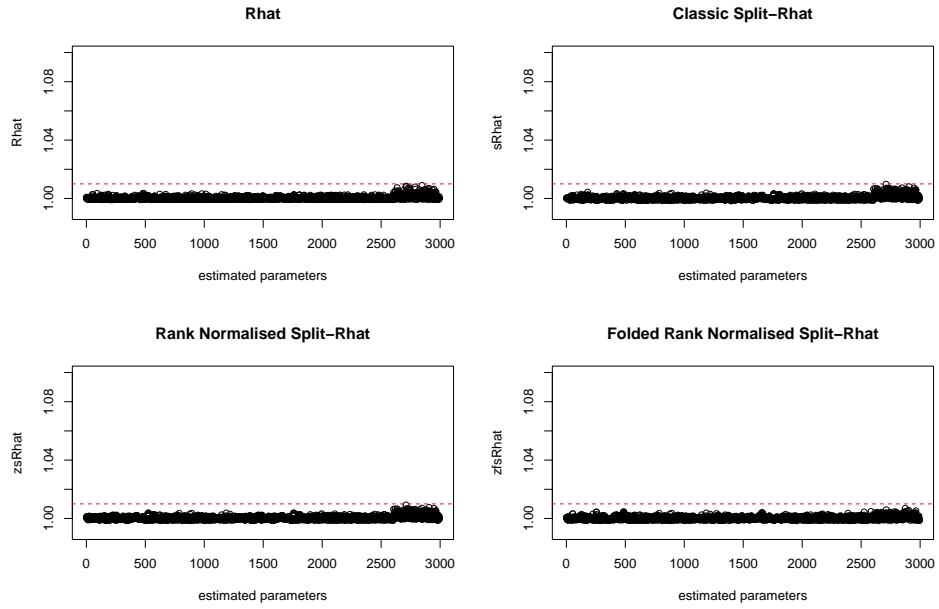 Rhat
Rhat
1.00 1.04 1.08
0 500 1000 1500 2000 2500 3000
estimated parameters
Classic Split−Rhat
sRhat
1.00 1.04 1.08
0 500 1000 1500 2000 2500 3000
estimated parameters
Rank Normalised Split−Rhat
zsRhat
1.00 1.04 1.08
0 500 1000 1500 2000 2500 3000
estimated parameters
Folded Rank Normalised Split−Rhat
zfsRhat
1.00 1.04 1.08
0 500 1000 1500 2000 2500 3000
estimated parameters